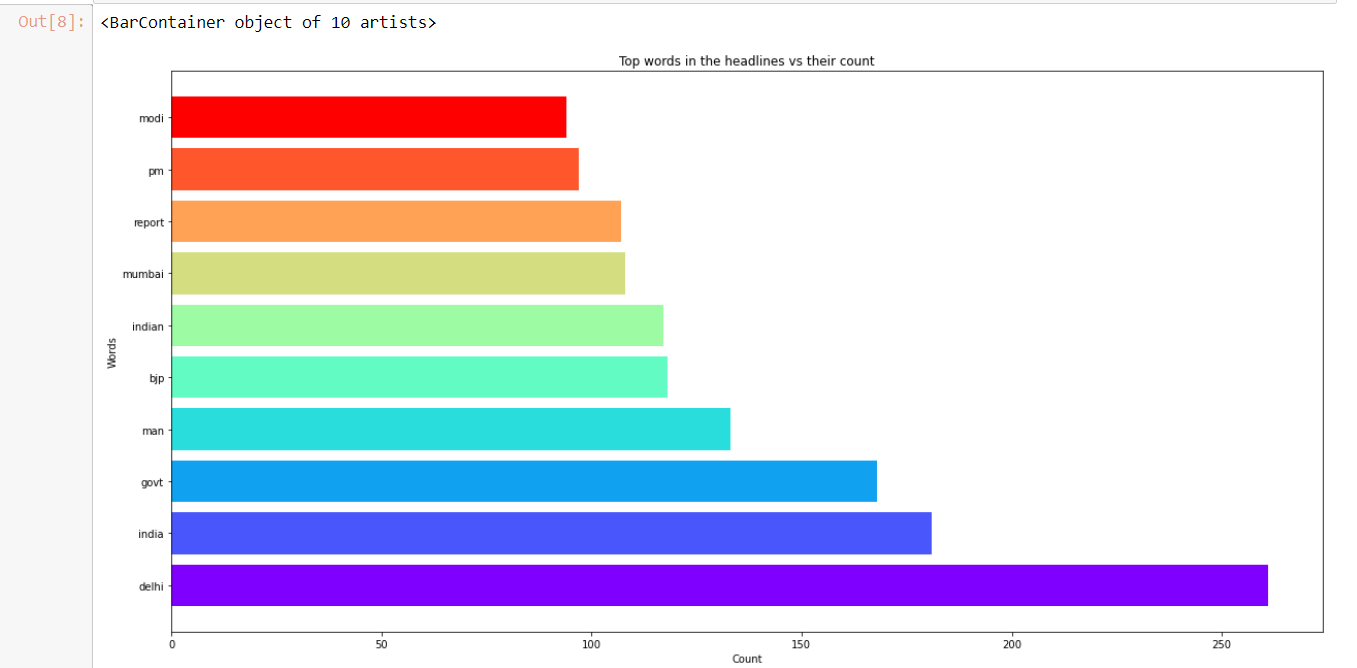 Out[8]: <BarContainer object of 10 artists>
Top words in the headlines vs their count
modi
pm
report
mumbai
indian
bjp
man
govt
india
delhi
Words
0 50 100 150 200 250
Count